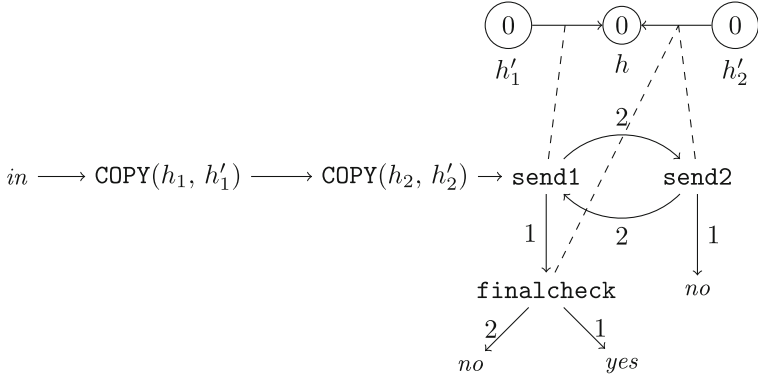 0 0 0
h′₁ h h′₂
2
in COPY(h₁, h′₁) COPY(h₂, h′₂) send1 send2
1 2 1
finalcheck no
2 1
no yes